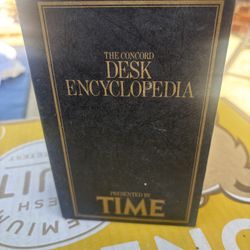 THE CONCORD
DESK
ENCYCLOPEDIA
PRESENTED BY
TIME